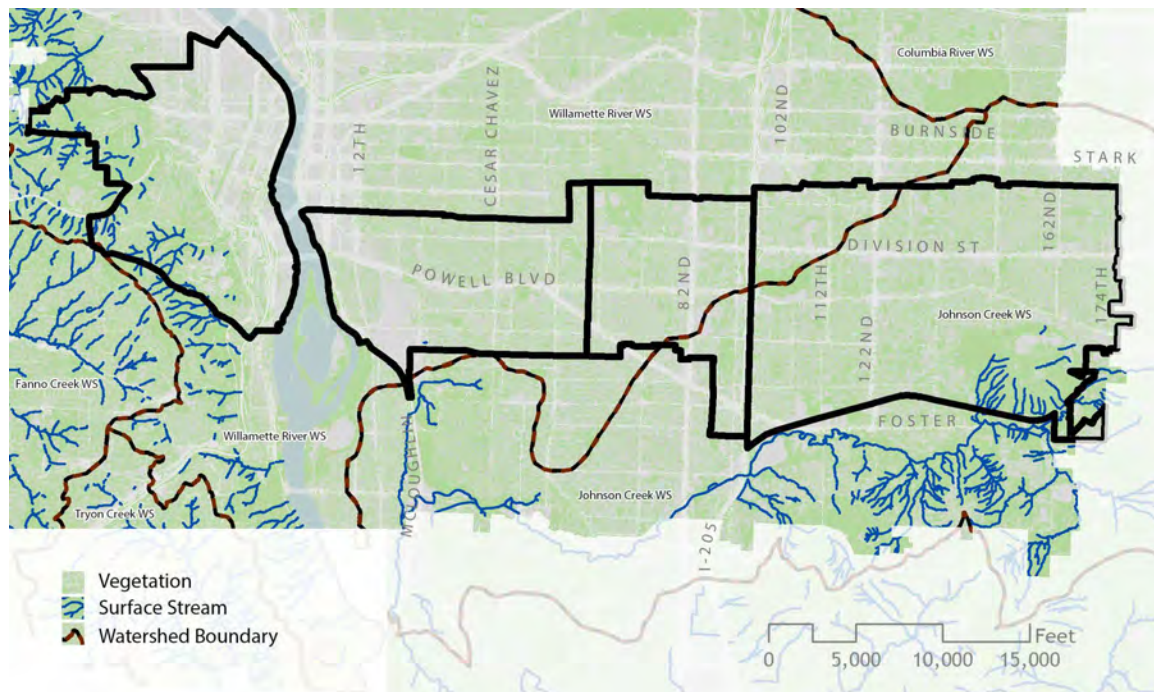 Columbia River WS
Willamette River WS
12TH
CESAR CHAVEZ
102ND
BURNSIDE
STARK
162ND
DIVISION ST
POWELL BLVD
82ND
112TH
174TH
Johnson Creek WS
122ND
Fanno Creek WS
FOSTER
Willamette River WS
MCLOUGHLIN
Johnson Creek WS
Tryon Creek WS
I-205
Vegetation
Surface Stream
Watershed Boundary
Feet
0 5,000 10,000 15,000